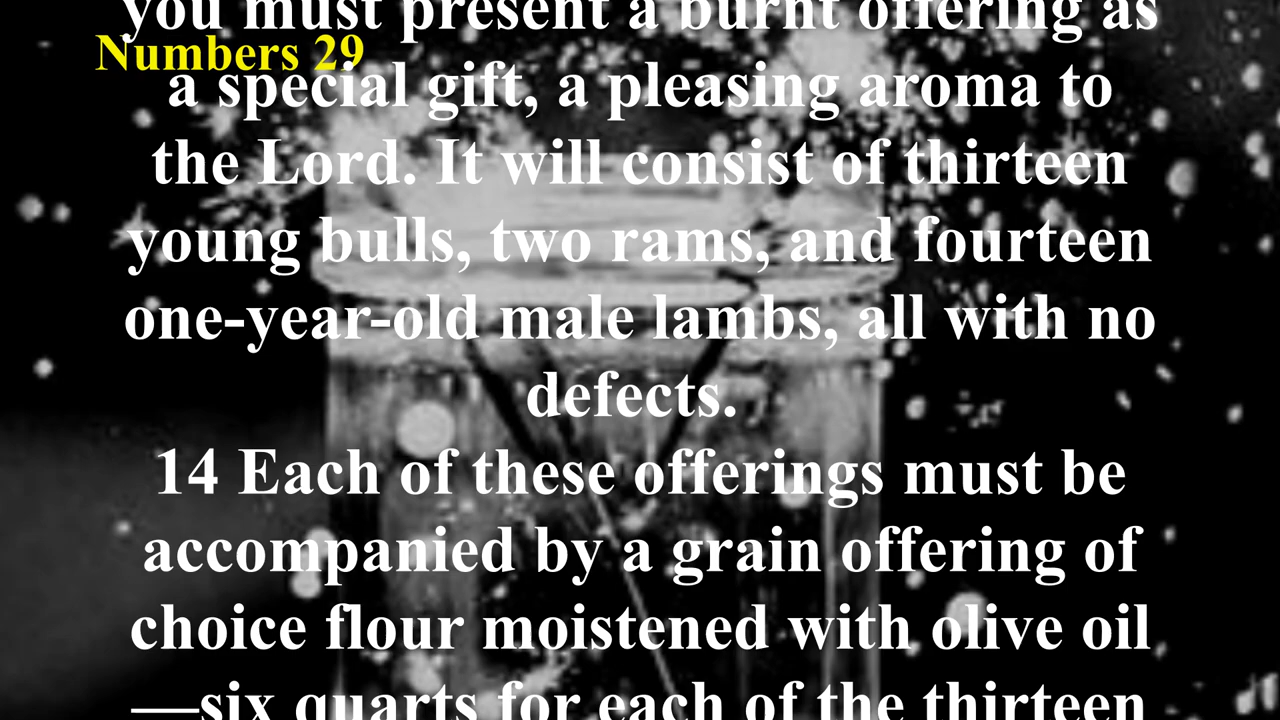 you must present a burnt offering as
Numbers 29
a special gift, a pleasing aroma to
the Lord. It will consist of thirteen
young bulls, two rams, and fourteen
one-year-old male lambs, all with no
defects.
14 Each of these offerings must be
accompanied by a grain offering of
choice flour moistened with olive oil
—six quarts for each of the thirteen